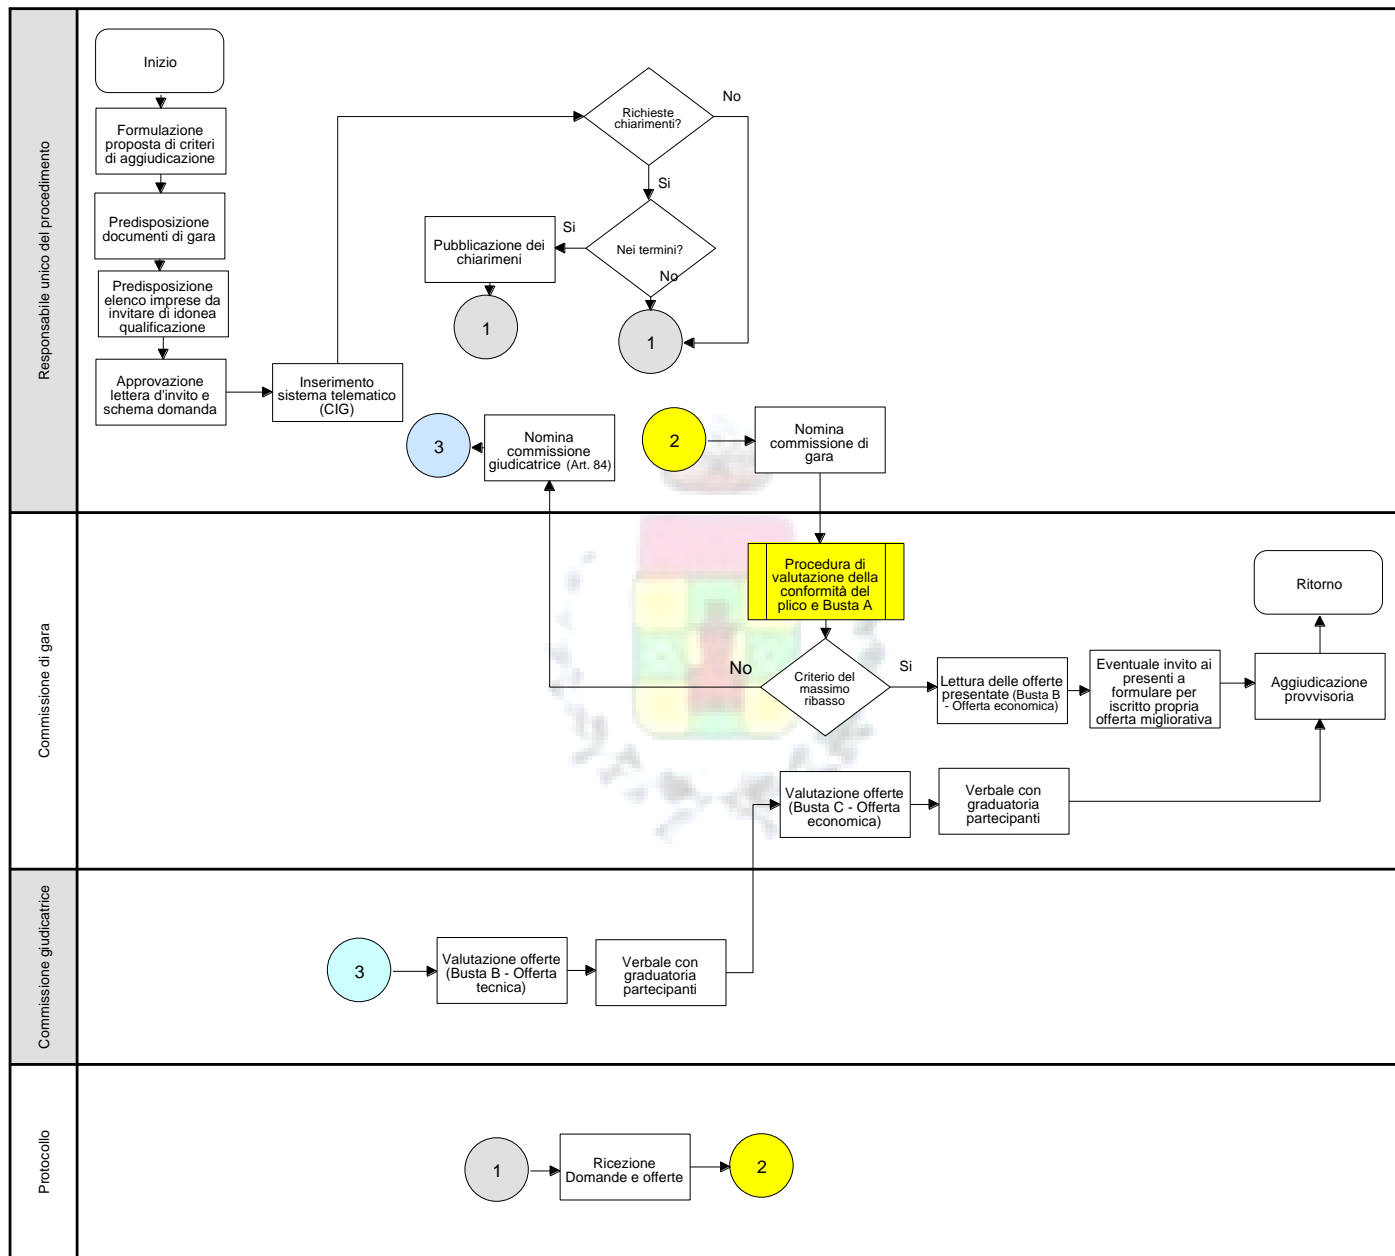 Responsabile unico del procedimento
Inizio
Formulazione
proposta di criteri
di aggiudicazione
Predisposizione
documenti di gara
Predisposizione
elenco imprese da
invitare di idonea
qualificazione
Approvazione
lettera d'invito e
schema domanda
Inserimento
sistema telematico
(CIG)
Richieste
chiarimenti?
No
Si
Nei termini?
Si
No
Pubblicazione dei
chiarimeni
1
1
3
Nomina
commissione
giudicatrice (Art. 84)
2
Nomina
commissione di
gara
Commissione di gara
Procedura di
valutazione della
conformità del
plico e Busta A
Criterio del
massimo
ribasso
No
Si
Lettura delle offerte
presentate (Busta B
- Offerta economica)
Eventuale invito ai
presenti a
formulare per
iscritto propria
offerta migliorativa
Aggiudicazione
provvisoria
Ritorno
Valutazione offerte
(Busta C - Offerta
economica)
Verbale con
graduatoria
partecipanti
Commissione giudicatrice
3
Valutazione offerte
(Busta B - Offerta
tecnica)
Verbale con
graduatoria
partecipanti
Protocollo
1
Ricezione
Domande e offerte
2